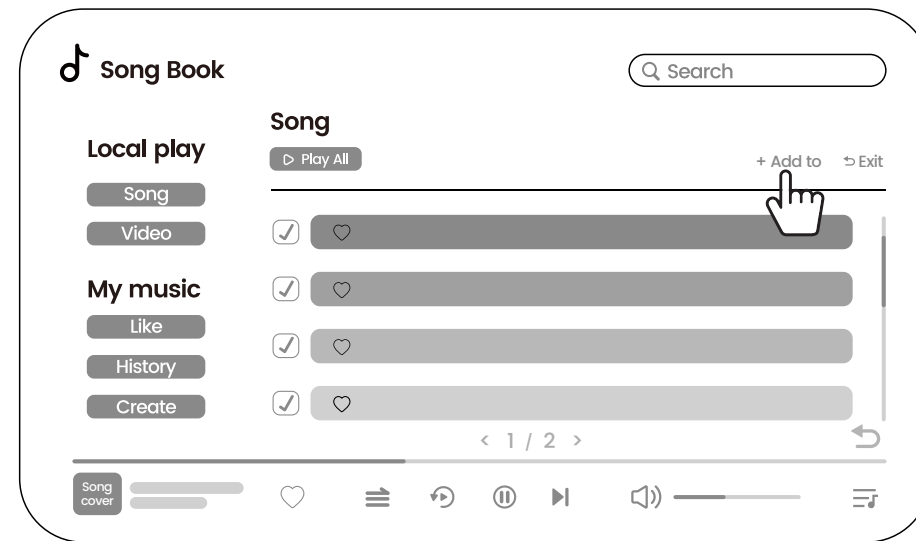 Song Book
Search
Local play
Song
Video
My music
Like
History
Create
Song
Play All
+ Add to
Exit
< 1 / 2 >
Song
cover